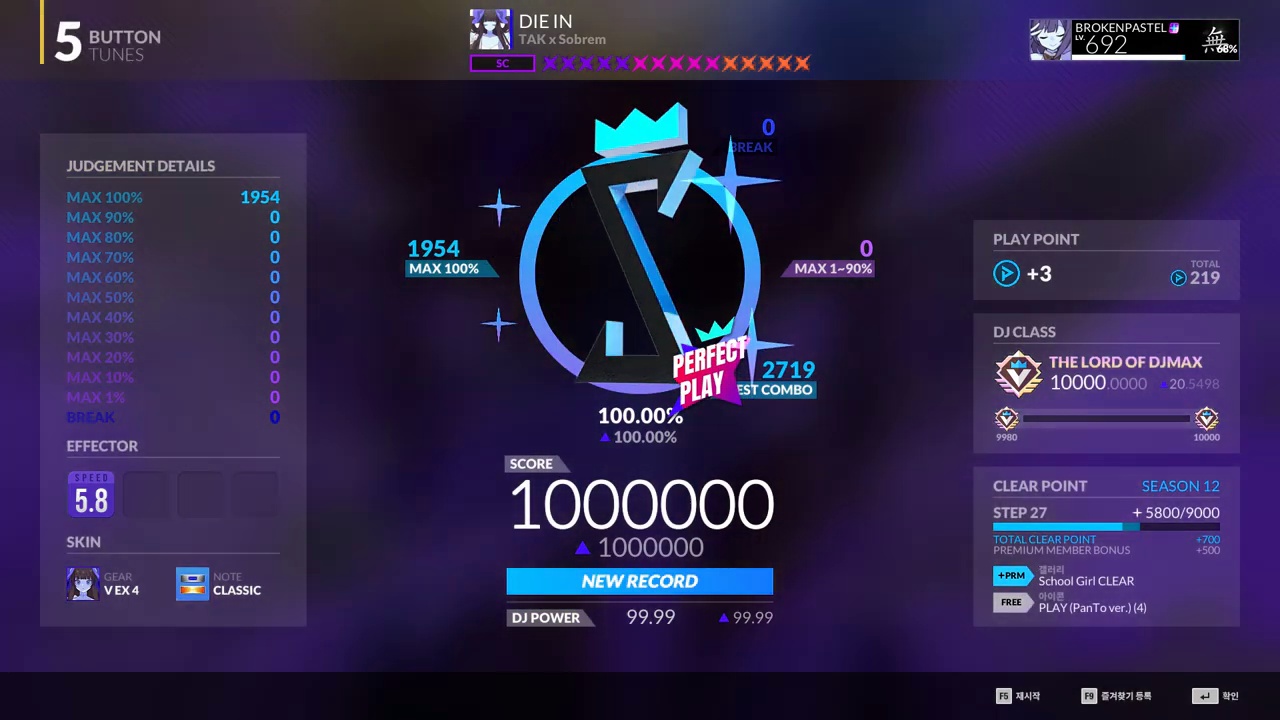 5 BUTTON
TUNES
DIE IN
TAK x Sobrem
SC
BROKENPASTEL
LV. 692
無
68%
JUDGEMENT DETAILS
MAX 100% 1954
MAX 90% 0
MAX 80% 0
MAX 70% 0
MAX 60% 0
MAX 50% 0
MAX 40% 0
MAX 30% 0
MAX 20% 0
MAX 10% 0
MAX 1% 0
BREAK 0
EFFECTOR
SPEED
5.8
SKIN
GEAR
V EX 4
NOTE
CLASSIC
0
BREAK
1954
MAX 100%
0
MAX 1~90%
PERFECT
PLAY
2719
EST COMBO
100.00%
100.00%
SCORE
1000000
1000000
NEW RECORD
DJ POWER 99.99 99.99
PLAY POINT
+3
TOTAL
219
DJ CLASS
THE LORD OF DJMAX
10000.0000 20.5498
9980 10000
CLEAR POINT SEASON 12
STEP 27 + 5800/9000
TOTAL CLEAR POINT +700
PREMIUM MEMBER BONUS +500
+PRM 갤러리
School Girl CLEAR
FREE 아이콘
PLAY (PanTo ver.) (4)
F5 재시작 F9 즐겨찾기 등록 확인